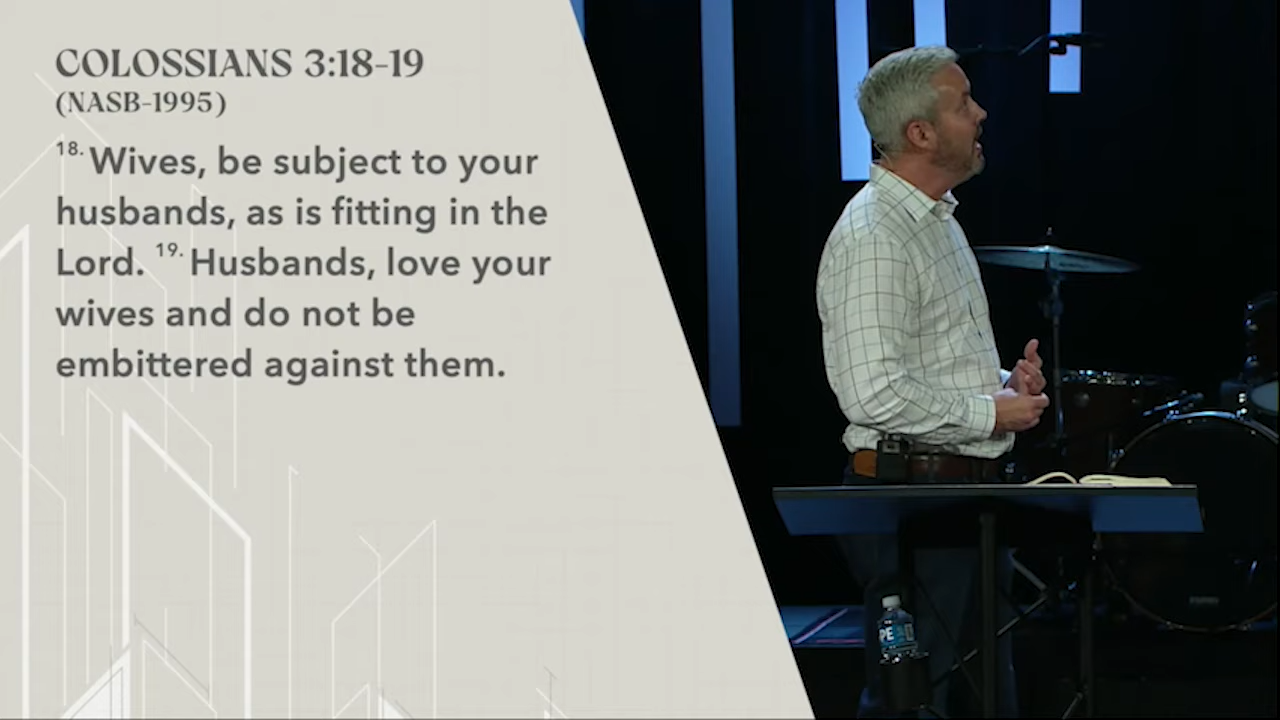 COLOSSIANS 3:18-19
(NASB-1995)
18. Wives, be subject to your
husbands, as is fitting in the
Lord. 19. Husbands, love your
wives and do not be
embittered against them.